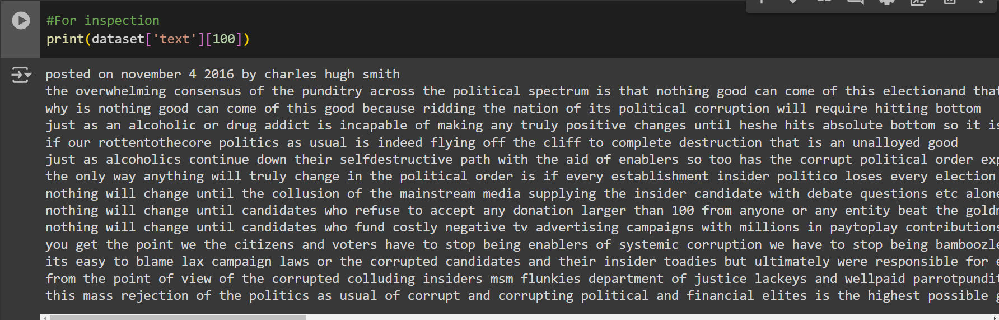 #For inspection
print(dataset['text'][100])
posted on november 4 2016 by charles hugh smith
the overwhelming consensus of the punditry across the political spectrum is that nothing good can come of this electionand that
why is nothing good can come of this good because ridding the nation of its political corruption will require hitting bottom
just as an alcoholic or drug addict is incapable of making any truly positive changes until heshe hits absolute bottom so it is
if our rottentothecore politics as usual is indeed flying off the cliff to complete destruction that is an unalloyed good
just as alcoholics continue down their selfdestructive path with the aid of enablers so too has the corrupt political order
the only way anything will truly change in the political order is if every establishment insider politico loses every election
nothing will change until the collusion of the mainstream media supplying the insider candidate with debate questions etc alone
nothing will change until candidates who refuse to accept any donation larger than 100 from anyone or any entity beat the
nothing will change until candidates who fund costly negative tv advertising campaigns with millions in paytoplay contributions
you get the point we the citizens and voters have to stop being enablers of systemic corruption we have to stop being
its easy to blame lax campaign laws or the corrupted candidates and their insider toadies but ultimately were responsible for
from the point of view of the corrupted colluding insiders msm flunkies department of justice lackeys and wellpaid
this mass rejection of the politics as usual of corrupt and corrupting political and financial elites is the highest possible